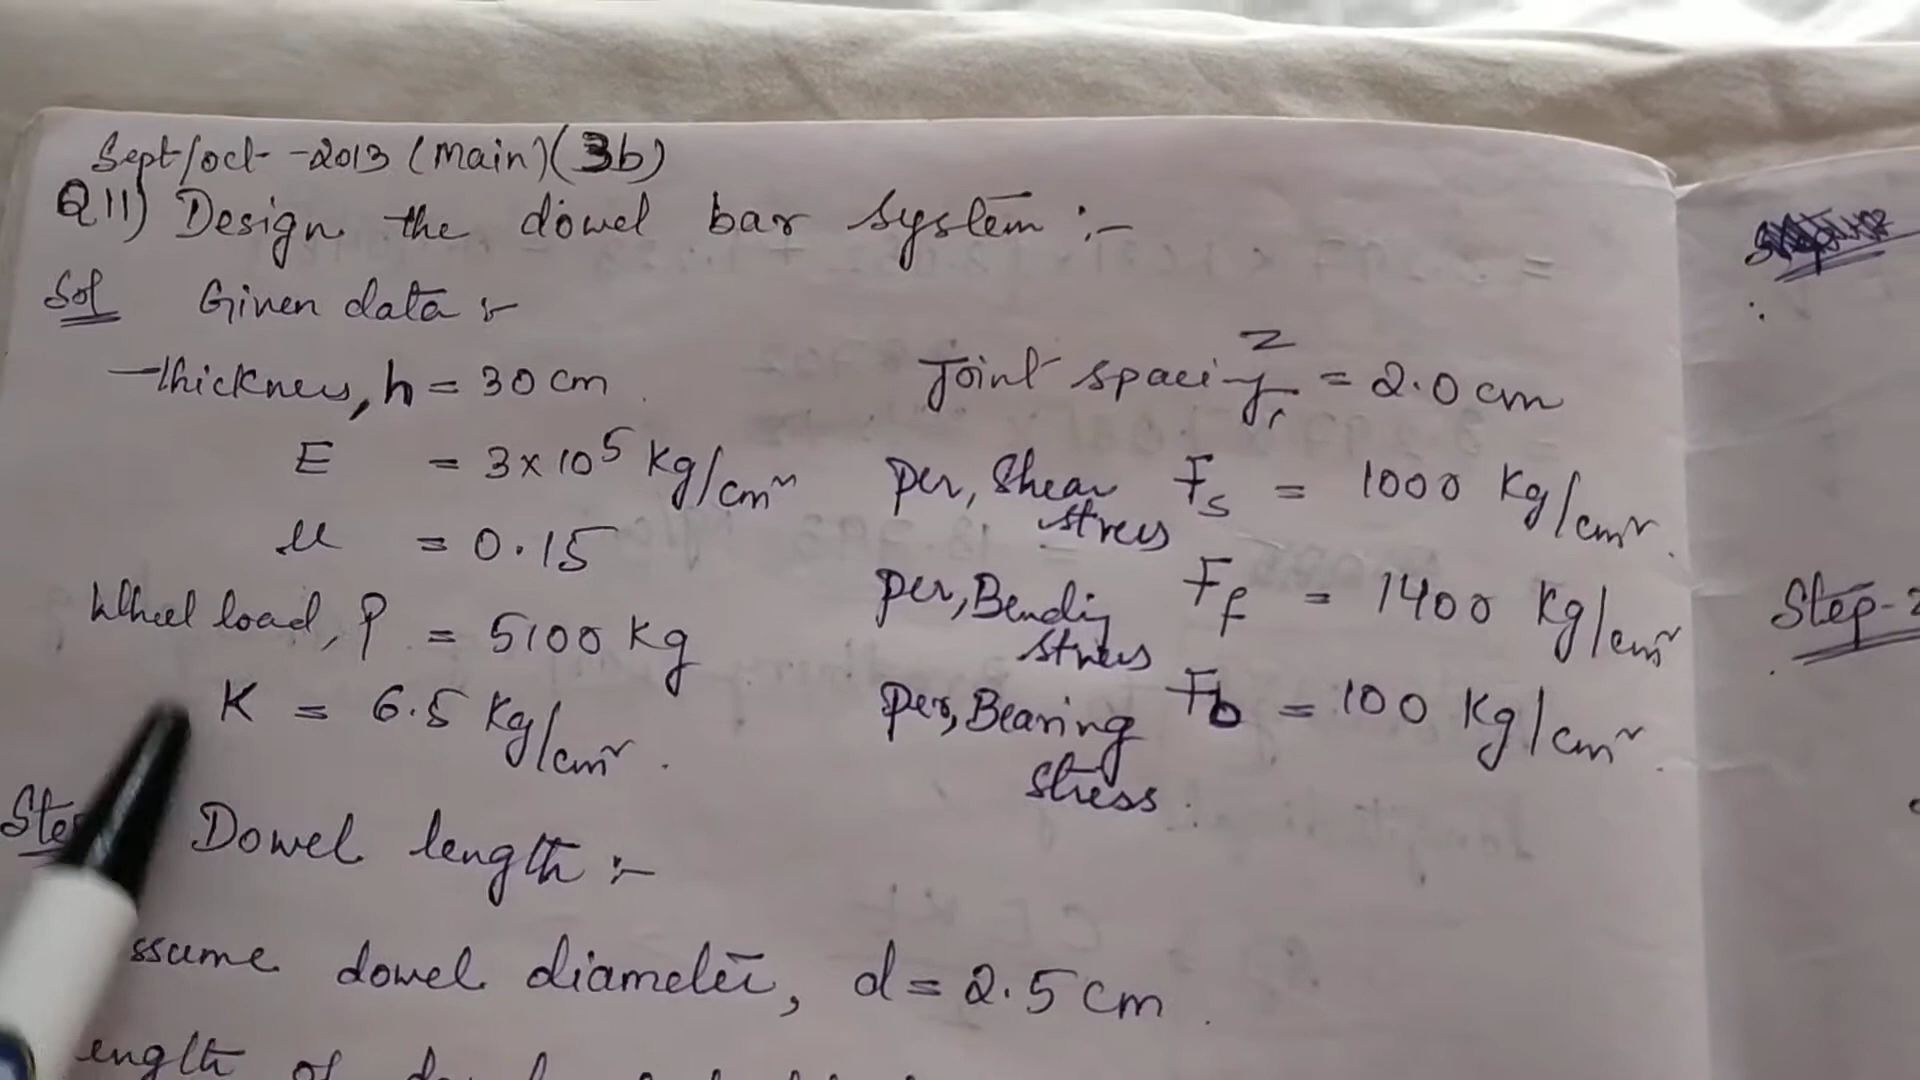 Sept/oct -2013 (main)(3b)
Q11) Design the dowel bar system :-
Sol Given data :-
thickness, h = 30 cm
E = 3×10⁵ Kg/cm²
μ = 0.15
Wheel load, P = 5100 Kg
K = 6.5 Kg/cm².
Joint spacing, Z = 2.0 cm
per, Shear stress Fs = 1000 Kg/cm².
per, Bending stress Ff = 1400 Kg/cm²
per, Bearing stress. Fb = 100 Kg/cm².
Dowel length :-
ssume dowel diameter, d = 2.5 cm.
ength of
Step-2